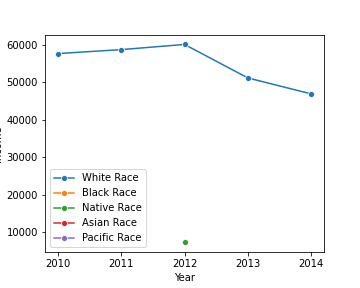 60000
50000
40000
30000
20000
10000
White Race
Black Race
Native Race
Asian Race
Pacific Race
2010 2011 2012 2013 2014
Year